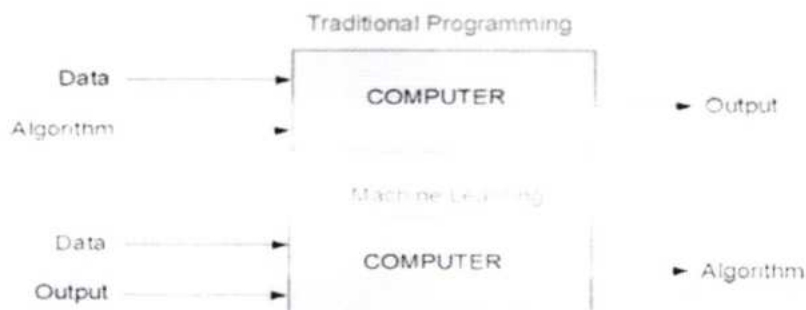 Traditional Programming
Data
COMPUTER
Output
Algorithm
Machine Learning
Data
COMPUTER
Algorithm
Output